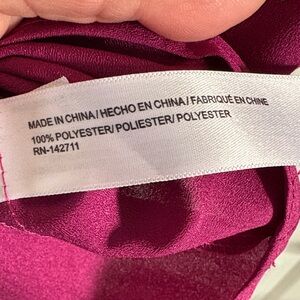 MADE IN CHINA/ HECHO EN CHINA/ FABRIQUÉ EN CHINE
100% POLYESTER/ POLIESTER/ POLYESTER
RN-142711